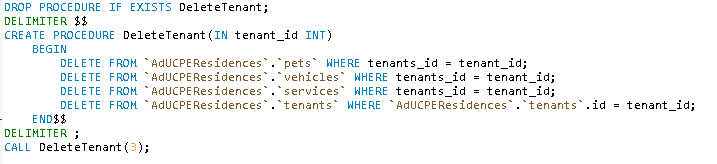 DROP PROCEDURE IF EXISTS DeleteTenant;
DELIMITER $$
CREATE PROCEDURE DeleteTenant(IN tenant_id INT)
    BEGIN
        DELETE FROM `AdUCPEResidences`.`pets` WHERE tenants_id = tenant_id;
        DELETE FROM `AdUCPEResidences`.`vehicles` WHERE tenants_id = tenant_id;
        DELETE FROM `AdUCPEResidences`.`services` WHERE tenants_id = tenant_id;
        DELETE FROM `AdUCPEResidences`.`tenants` WHERE `AdUCPEResidences`.`tenants`.id = tenant_id;
    END$$
DELIMITER ;
CALL DeleteTenant(3);